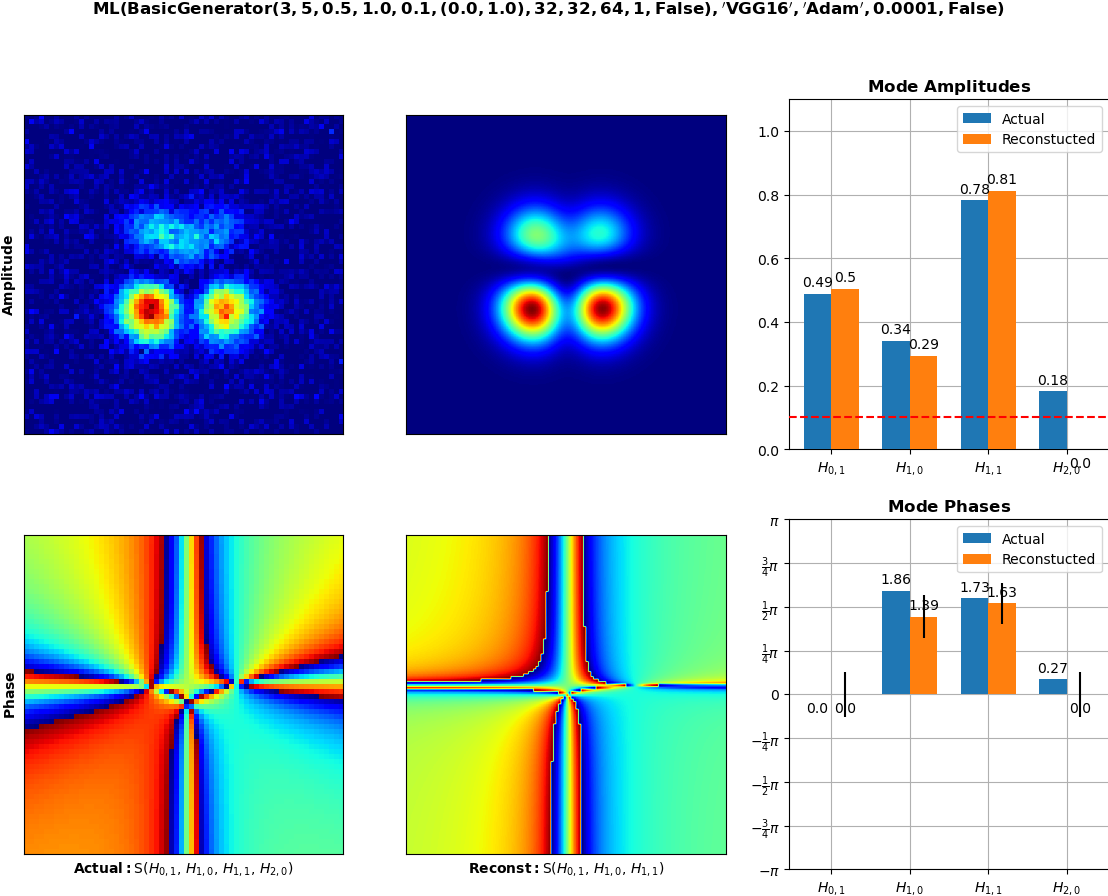 ML(BasicGenerator(3, 5, 0.5, 1.0, 0.1, (0.0, 1.0), 32, 32, 64, 1, False), ′VGG16′, ′Adam′, 0.0001, False)
Amplitude
Mode Amplitudes
Actual
Reconstucted
1.0
0.8
0.6
0.4
0.2
0.0
0.49
0.5
0.34
0.29
0.78
0.81
0.18
0.0
H0,1
H1,0
H1,1
H2,0
Phase
Actual: S(H0,1, H1,0, H1,1, H2,0)
Reconst: S(H0,1, H1,0, H1,1)
Mode Phases
Actual
Reconstucted
π
3/4π
1/2π
1/4π
0
−1/4π
−1/2π
−3/4π
−π
0.0
0.0
1.86
1.39
1.73
1.63
0.27
0.0
H0,1
H1,0
H1,1
H2,0